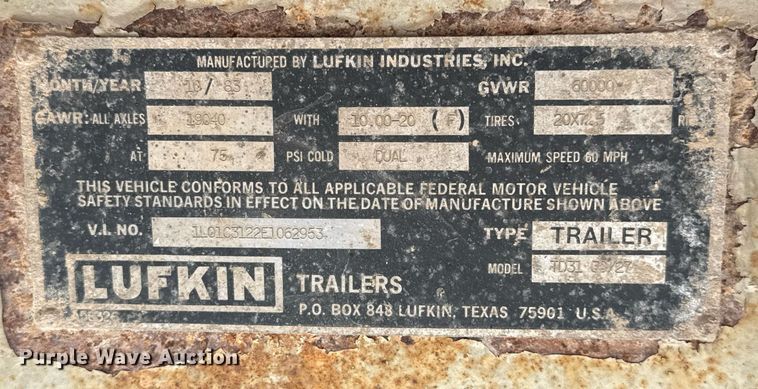 MANUFACTURED BY LUFKIN INDUSTRIES, INC.
MONTH/YEAR 10/83 GVWR 60000
GAWR: ALL AXLES 19040 WITH 10.00-20 (F) TIRES 20X7.5
AT 75 PSI COLD DUAL MAXIMUM SPEED 60 MPH
THIS VEHICLE CONFORMS TO ALL APPLICABLE FEDERAL MOTOR VEHICLE
SAFETY STANDARDS IN EFFECT ON THE DATE OF MANUFACTURE SHOWN ABOVE
V.I. NO. 1L01C3122E1062953 TYPE TRAILER
MODEL
LUFKIN TRAILERS
P.O. BOX 848 LUFKIN, TEXAS 75901 U.S.A.
Purple Wave Auction